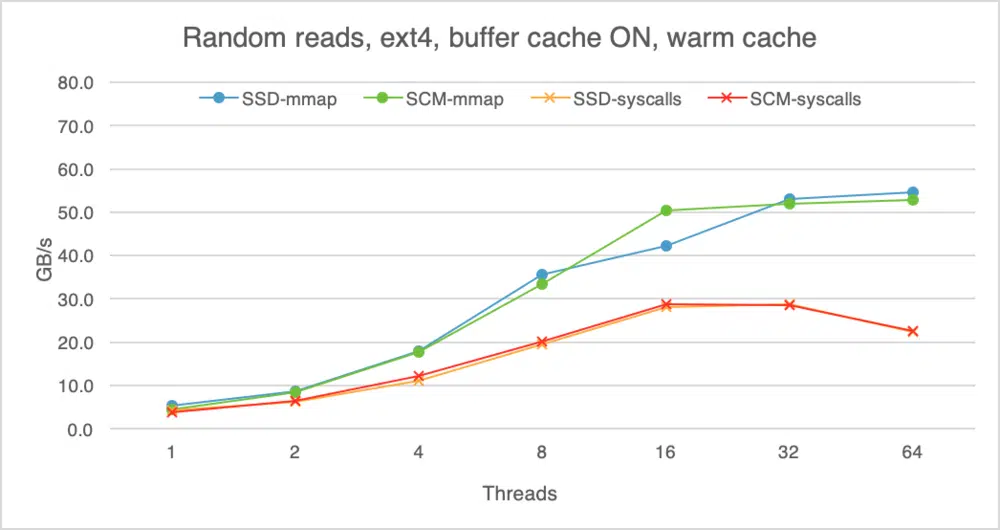 Random reads, ext4, buffer cache ON, warm cache
80.0
SSD-mmap SCM-mmap SSD-syscalls SCM-syscalls
70.0
60.0
50.0
40.0
30.0
20.0
10.0
0.0
GB/s
1 2 4 8 16 32 64
Threads